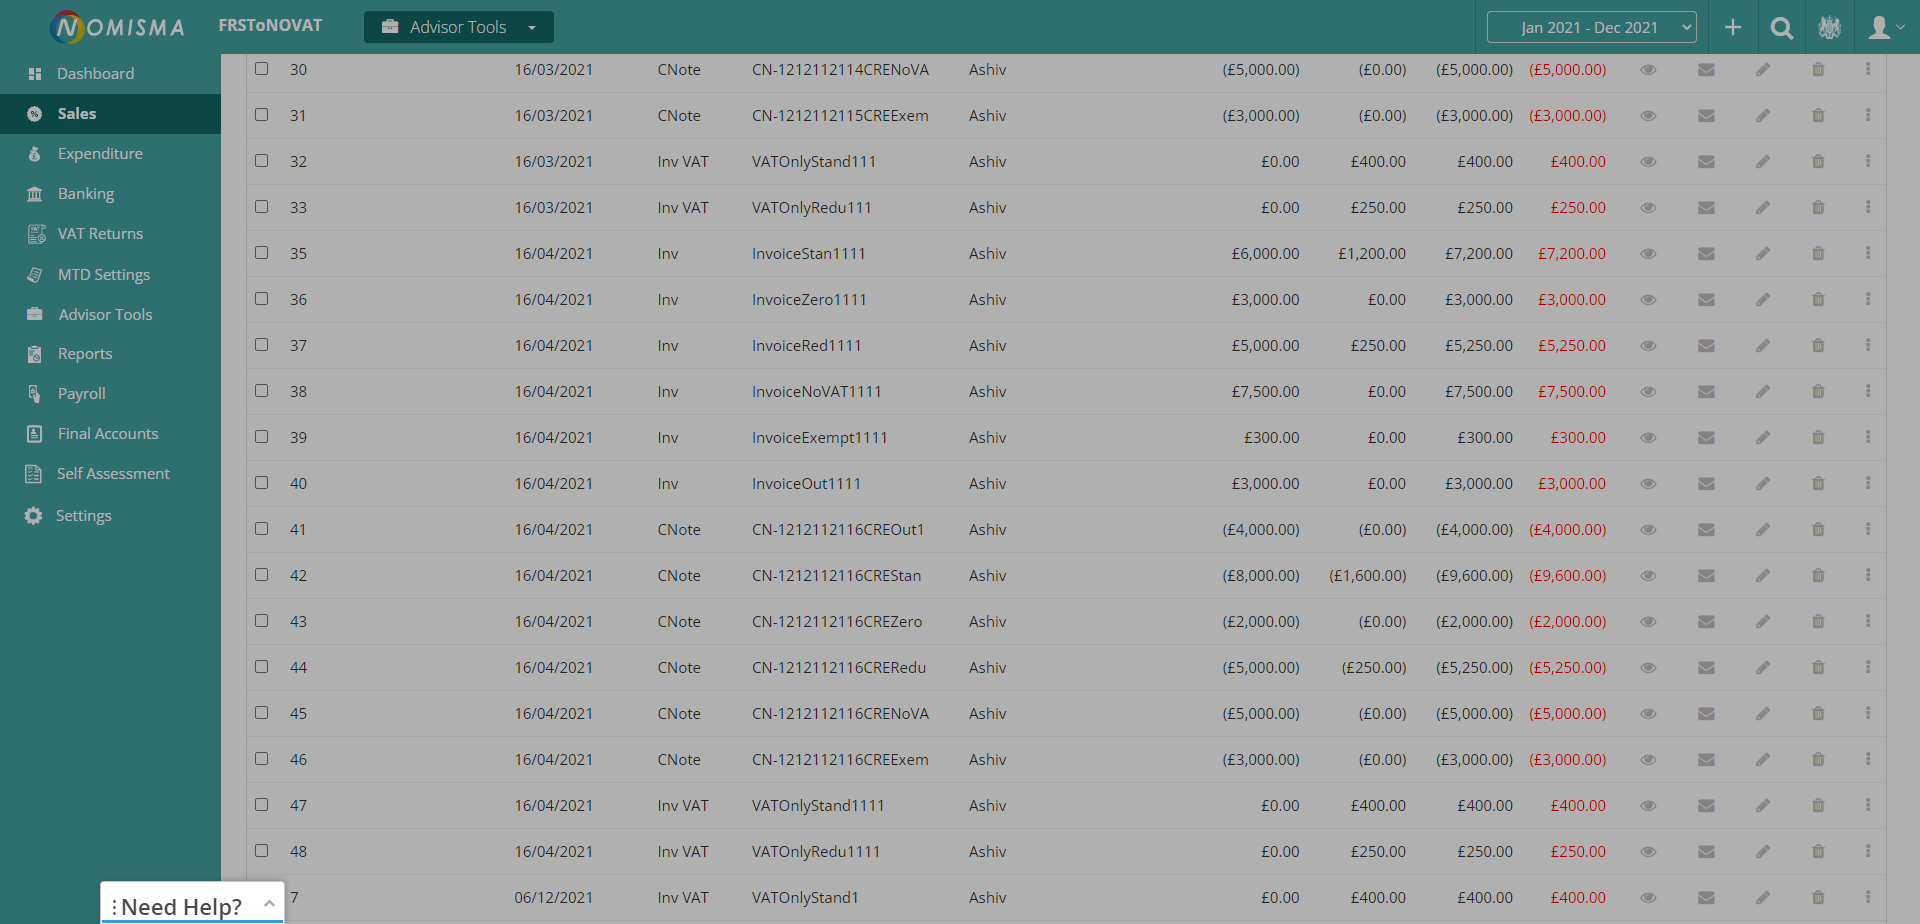 NOMISMA FRSToNOVAT Advisor Tools Jan 2021 - Dec 2021
Dashboard
Sales
Expenditure
Banking
VAT Returns
MTD Settings
Advisor Tools
Reports
Payroll
Final Accounts
Self Assessment
Settings
30 16/03/2021 CNote CN-1212112114CRENoVA Ashiv (£5,000.00) (£0.00) (£5,000.00) (£5,000.00)
31 16/03/2021 CNote CN-1212112115CREExem Ashiv (£3,000.00) (£0.00) (£3,000.00) (£3,000.00)
32 16/03/2021 Inv VAT VATOnlyStand111 Ashiv £0.00 £400.00 £400.00 £400.00
33 16/03/2021 Inv VAT VATOnlyRedu111 Ashiv £0.00 £250.00 £250.00 £250.00
35 16/04/2021 Inv InvoiceStan1111 Ashiv £6,000.00 £1,200.00 £7,200.00 £7,200.00
36 16/04/2021 Inv InvoiceZero1111 Ashiv £3,000.00 £0.00 £3,000.00 £3,000.00
37 16/04/2021 Inv InvoiceRed1111 Ashiv £5,000.00 £250.00 £5,250.00 £5,250.00
38 16/04/2021 Inv InvoiceNoVAT1111 Ashiv £7,500.00 £0.00 £7,500.00 £7,500.00
39 16/04/2021 Inv InvoiceExempt1111 Ashiv £300.00 £0.00 £300.00 £300.00
40 16/04/2021 Inv InvoiceOut1111 Ashiv £3,000.00 £0.00 £3,000.00 £3,000.00
41 16/04/2021 CNote CN-1212112116CREOut1 Ashiv (£4,000.00) (£0.00) (£4,000.00) (£4,000.00)
42 16/04/2021 CNote CN-1212112116CREStan Ashiv (£8,000.00) (£1,600.00) (£9,600.00) (£9,600.00)
43 16/04/2021 CNote CN-1212112116CREZero Ashiv (£2,000.00) (£0.00) (£2,000.00) (£2,000.00)
44 16/04/2021 CNote CN-1212112116CRERedu Ashiv (£5,000.00) (£250.00) (£5,250.00) (£5,250.00)
45 16/04/2021 CNote CN-1212112116CRENoVA Ashiv (£5,000.00) (£0.00) (£5,000.00) (£5,000.00)
46 16/04/2021 CNote CN-1212112116CREExem Ashiv (£3,000.00) (£0.00) (£3,000.00) (£3,000.00)
47 16/04/2021 Inv VAT VATOnlyStand1111 Ashiv £0.00 £400.00 £400.00 £400.00
48 16/04/2021 Inv VAT VATOnlyRedu1111 Ashiv £0.00 £250.00 £250.00 £250.00
7 06/12/2021 Inv VAT VATOnlyStand1 Ashiv £0.00 £400.00 £400.00 £400.00
Need Help?